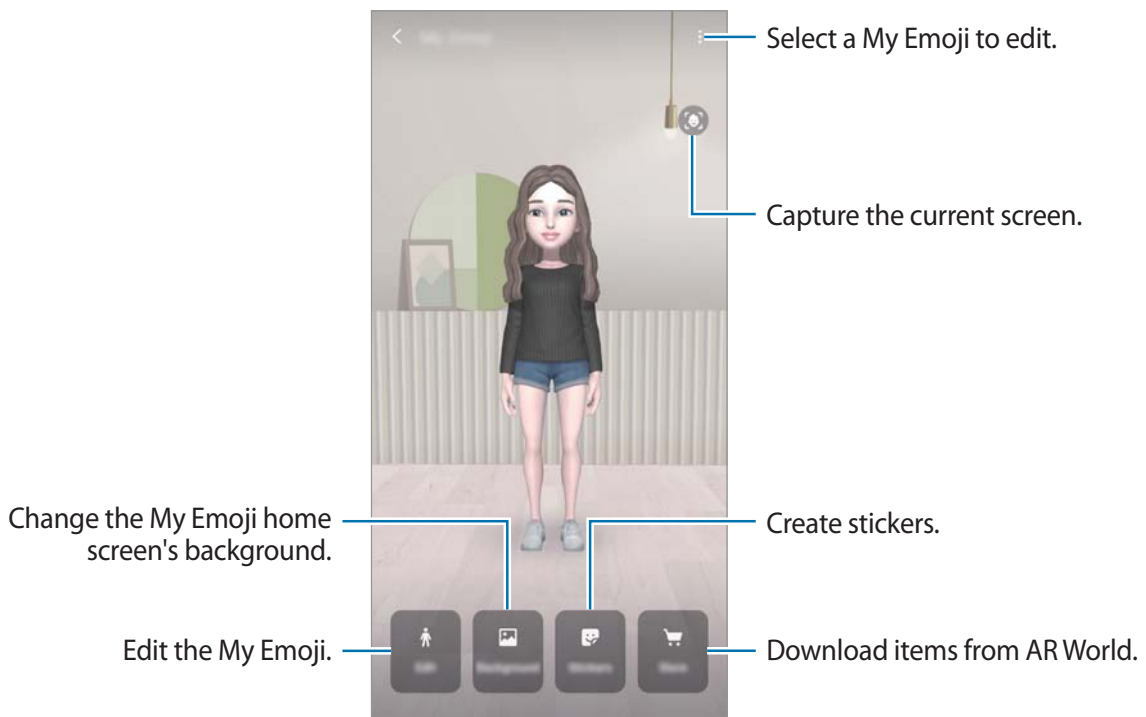 Select a My Emoji to edit.
Capture the current screen.
Change the My Emoji home
screen's background.
Create stickers.
Edit the My Emoji.
Download items from AR World.